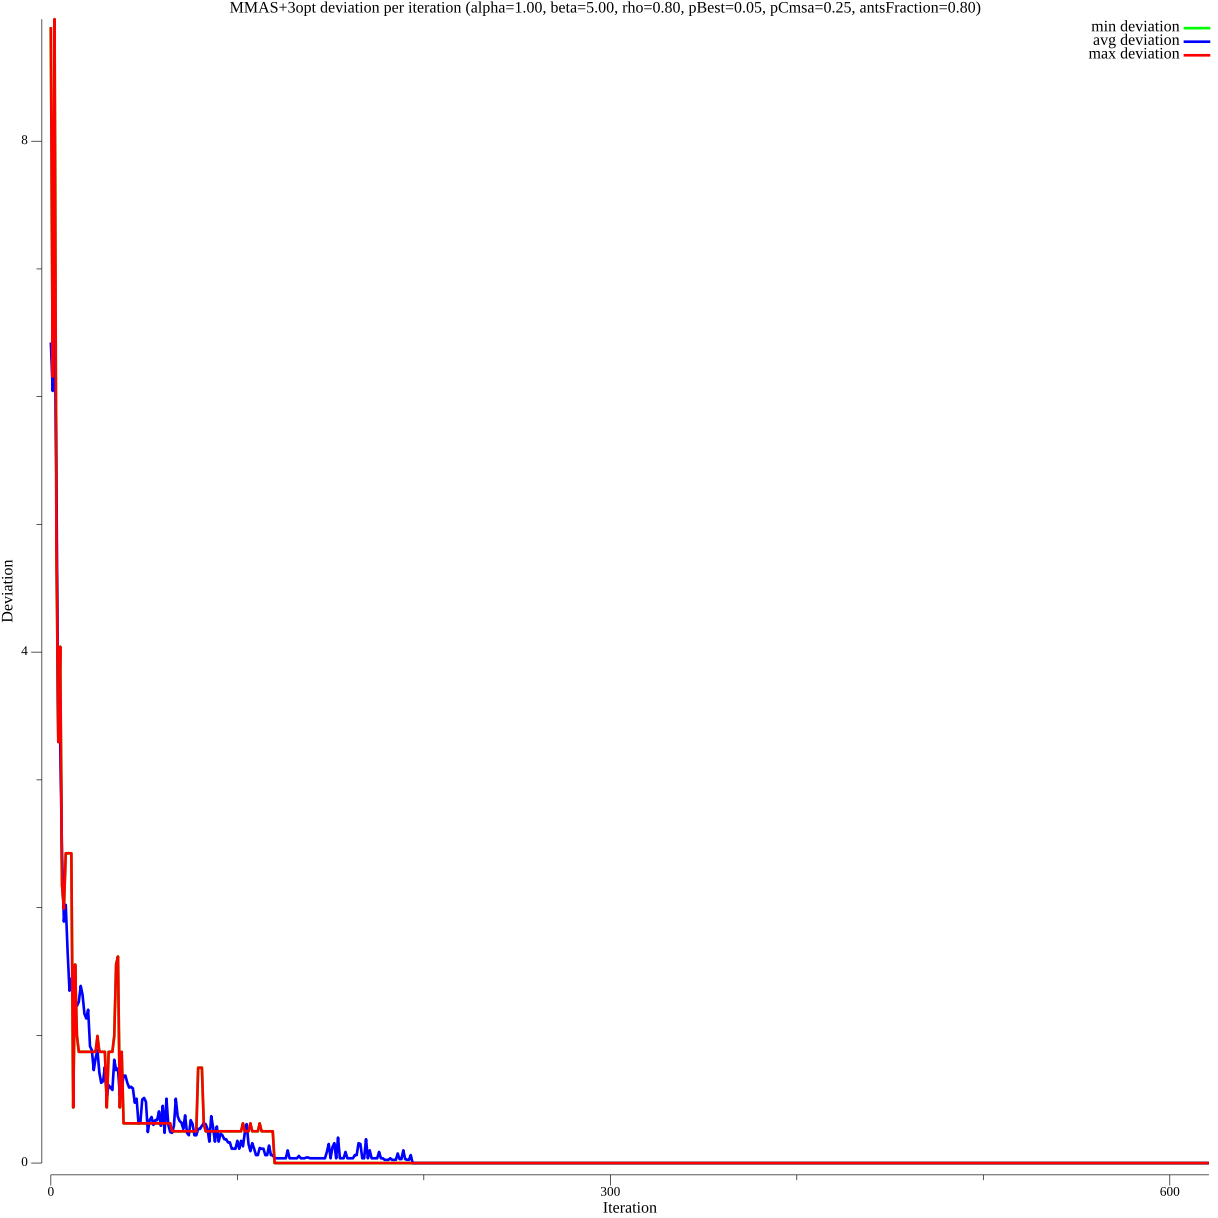 MMAS+3opt deviation per iteration (alpha=1.00, beta=5.00, rho=0.80, pBest=0.05, pCmsa=0.25, antsFraction=0.80)
min deviation
avg deviation
max deviation
8
4
0
Deviation
0
300
600
Iteration